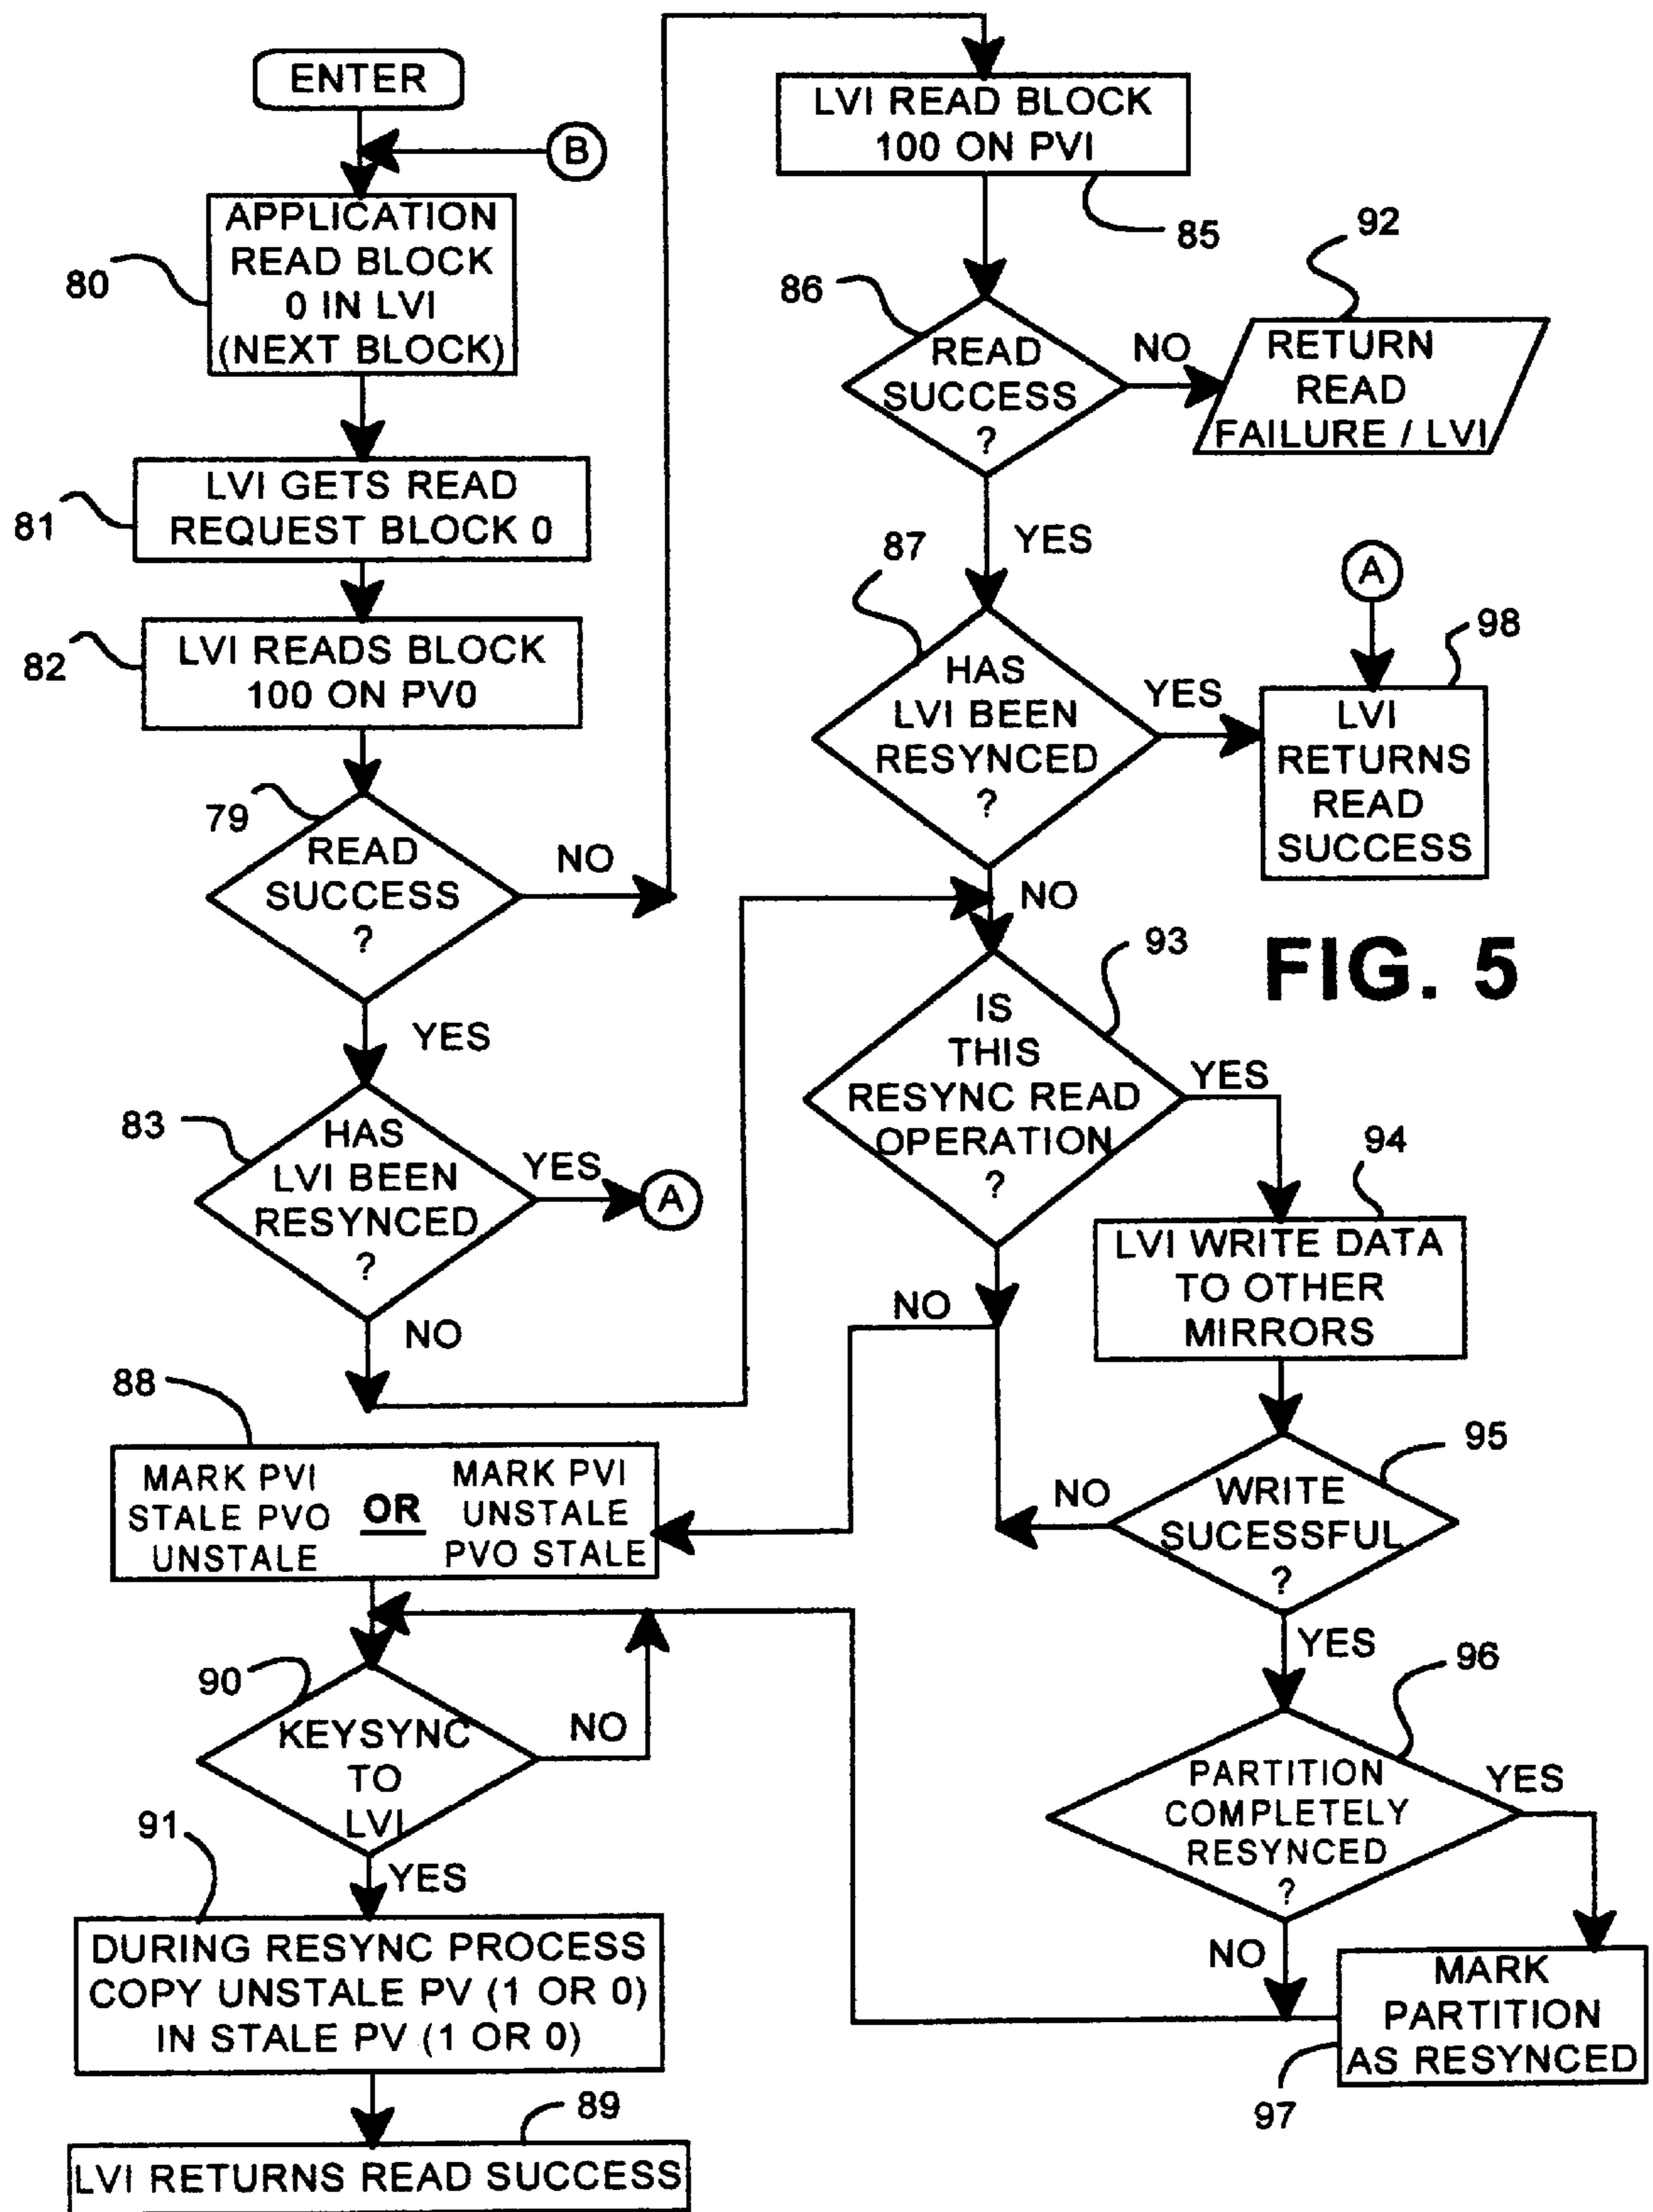 ENTER
B
80
APPLICATION
READ BLOCK
0 IN LVI
(NEXT BLOCK)
81
LVI GETS READ
REQUEST BLOCK 0
82
LVI READS BLOCK
100 ON PV0
79
READ
SUCCESS
?
NO
YES
83
HAS
LVI BEEN
RESYNCED
?
YES
A
NO
88
MARK PVI
STALE PVO
UNSTALE
OR
MARK PVI
UNSTALE
PVO STALE
90
KEYSYNC
TO
LVI
NO
YES
91
DURING RESYNC PROCESS
COPY UNSTALE PV (1 OR 0)
IN STALE PV (1 OR 0)
89
LVI RETURNS READ SUCCESS
LVI READ BLOCK
100 ON PVI
85
86
READ
SUCCESS
?
NO
92
RETURN
READ
FAILURE / LVI
YES
87
HAS
LVI BEEN
RESYNCED
?
YES
A
98
LVI
RETURNS
READ
SUCCESS
NO
FIG. 5
93
IS
THIS
RESYNC READ
OPERATION
?
YES
NO
94
LVI WRITE DATA
TO OTHER
MIRRORS
95
WRITE
SUCESSFUL
?
NO
YES
96
PARTITION
COMPLETELY
RESYNCED
?
YES
NO
MARK
PARTITION
AS RESYNCED
97